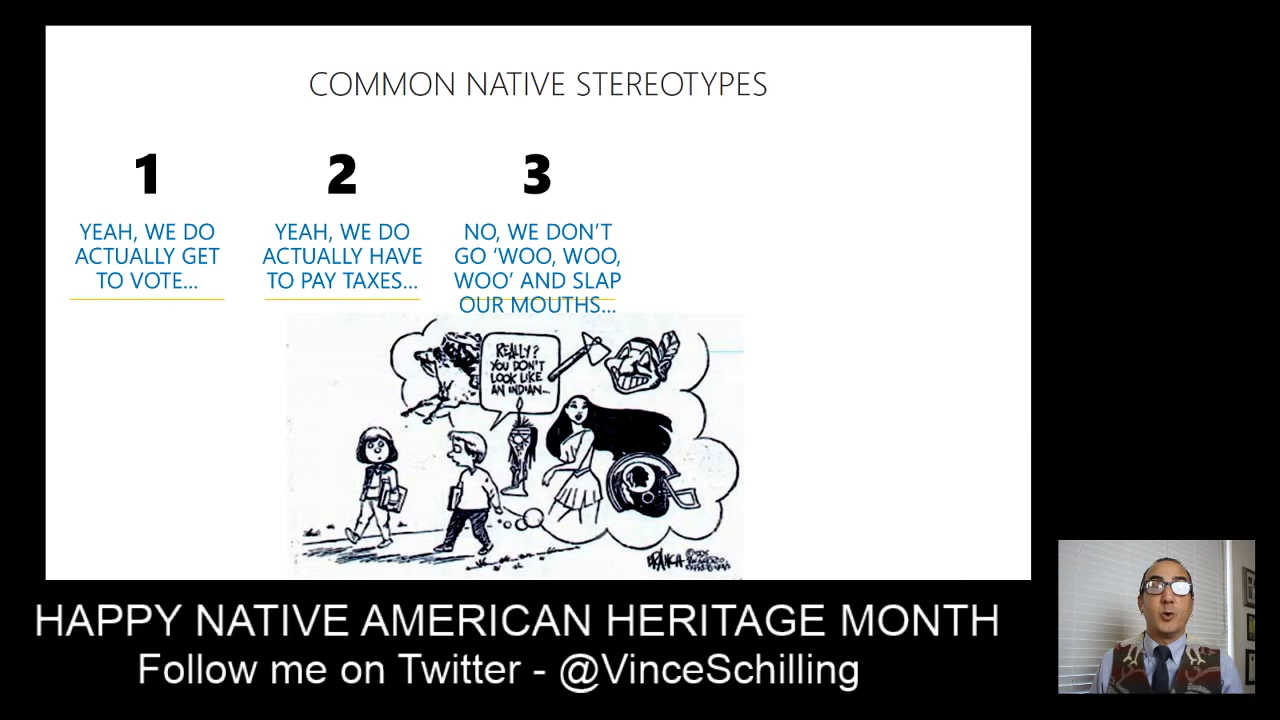 COMMON NATIVE STEREOTYPES
1
YEAH, WE DO
ACTUALLY GET
TO VOTE...
2
YEAH, WE DO
ACTUALLY HAVE
TO PAY TAXES...
3
NO, WE DON’T
GO ‘WOO, WOO,
WOO’ AND SLAP
OUR MOUTHS...
REALLY?
YOU DON'T
LOOK LIKE
AN INDIAN...
HAPPY NATIVE AMERICAN HERITAGE MONTH
Follow me on Twitter - @VinceSchilling